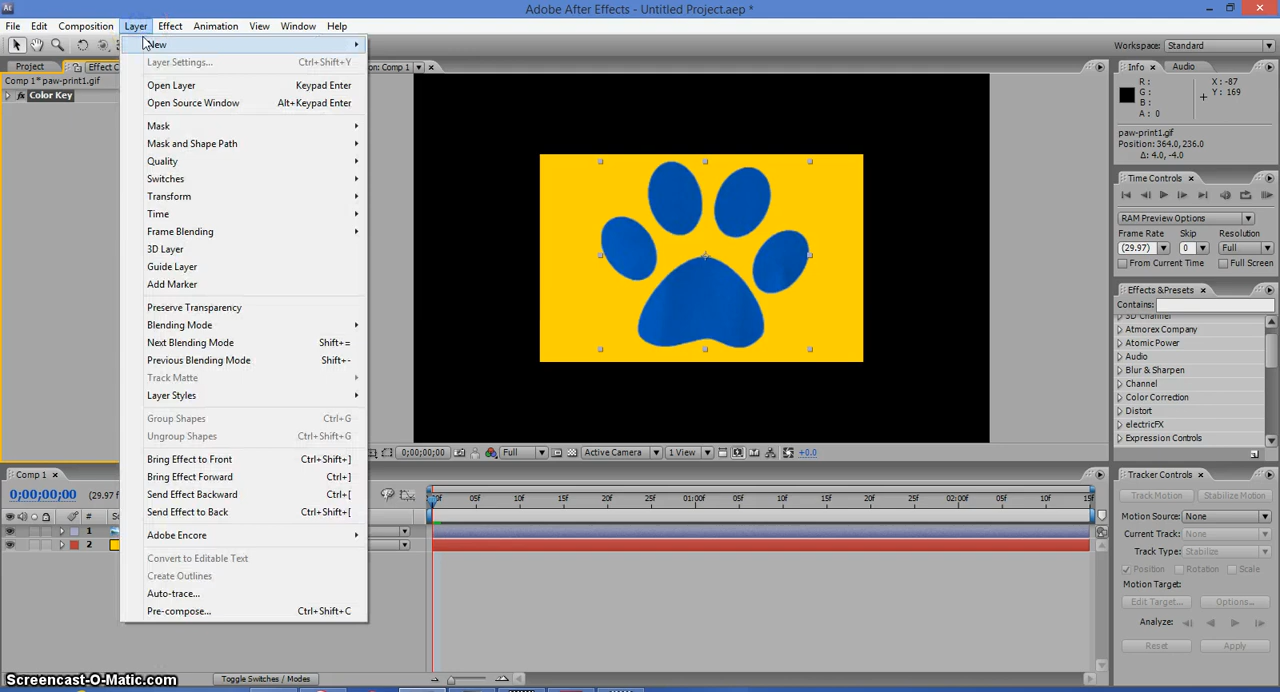 Adobe After Effects - Untitled Project.aep *
File Edit Composition Layer Effect Animation View Window Help
Workspace: Standard
Project Effect C
Comp 1* paw-print1.gif
fx Color Key
New
Layer Settings... Ctrl+Shift+Y
Open Layer Keypad Enter
Open Source Window Alt+Keypad Enter
Mask
Mask and Shape Path
Quality
Switches
Transform
Time
Frame Blending
3D Layer
Guide Layer
Add Marker
Preserve Transparency
Blending Mode
Next Blending Mode Shift+=
Previous Blending Mode Shift+-
Track Matte
Layer Styles
Group Shapes Ctrl+G
Ungroup Shapes Ctrl+Shift+G
Bring Effect to Front Ctrl+Shift+]
Bring Effect Forward Ctrl+]
Send Effect Backward Ctrl+[
Send Effect to Back Ctrl+Shift+[
Adobe Encore
Convert to Editable Text
Create Outlines
Auto-trace...
Pre-compose... Ctrl+Shift+C
on: Comp 1
0;00;00;00 Full Active Camera 1 View +0.0
Info Audio
R : X : -87
G : Y : 169
B :
A : 0
paw-print1.gif
Position: 364.0, 236.0
Δ: 4.0, -4.0
Time Controls
RAM Preview Options
Frame Rate Skip Resolution
(29.97) 0 Full
From Current Time Full Screen
Effects & Presets
Contains:
3D Channel
Atmorex Company
Atomic Power
Audio
Blur & Sharpen
Channel
Color Correction
Distort
electricFX
Expression Controls
Tracker Controls
Track Motion Stabilize Motion
Motion Source: None
Current Track: None
Track Type: Stabilize
Position Rotation Scale
Motion Target:
Edit Target... Options...
Analyze:
Reset Apply
Comp 1
0;00;00;00 (29.97 f
#
1
2
00f 05f 10f 15f 20f 25f 01:00f 05f 10f 15f 20f 25f 02:00f 05f 10f 15f
Toggle Switches / Modes
Screencast-O-Matic.com